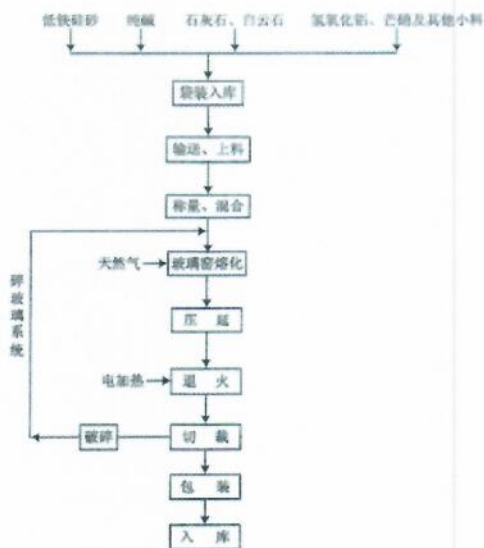 低铁硅砂 纯碱 石灰石、白云石 氢氧化铝、芒硝及其他小料
袋装入库
输送、上料
称量、混合
天然气 玻璃窑熔化
碎玻璃系统
压 延
电加热 退 火
破碎 切 裁
包 装
入 库